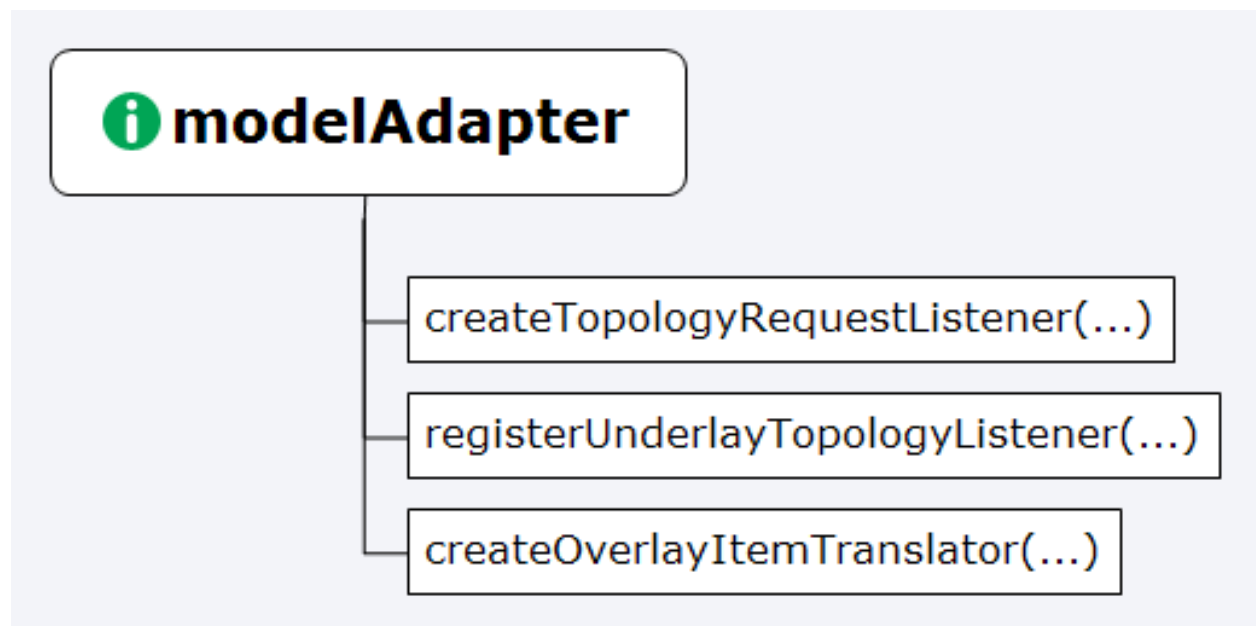 modelAdapter
createTopologyRequestListener(...)
registerUnderlayTopologyListener(...)
createOverlayItemTranslator(...)